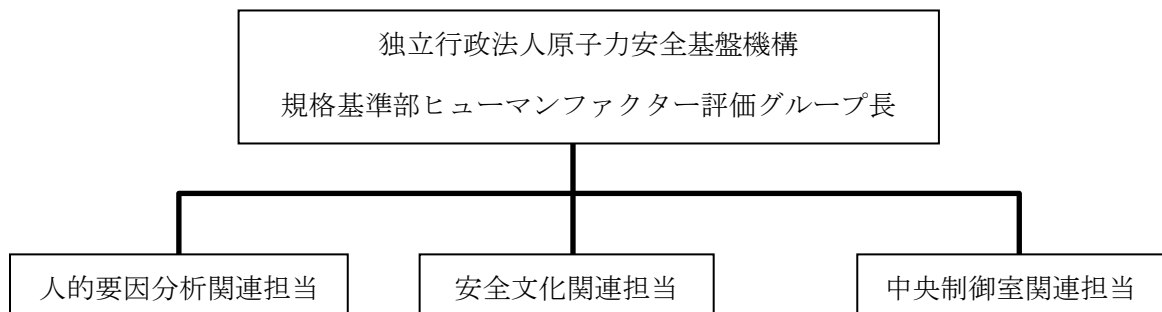 独立行政法人原子力安全基盤機構
規格基準部ヒューマンファクター評価グループ長
人的要因分析関連担当
安全文化関連担当
中央制御室関連担当